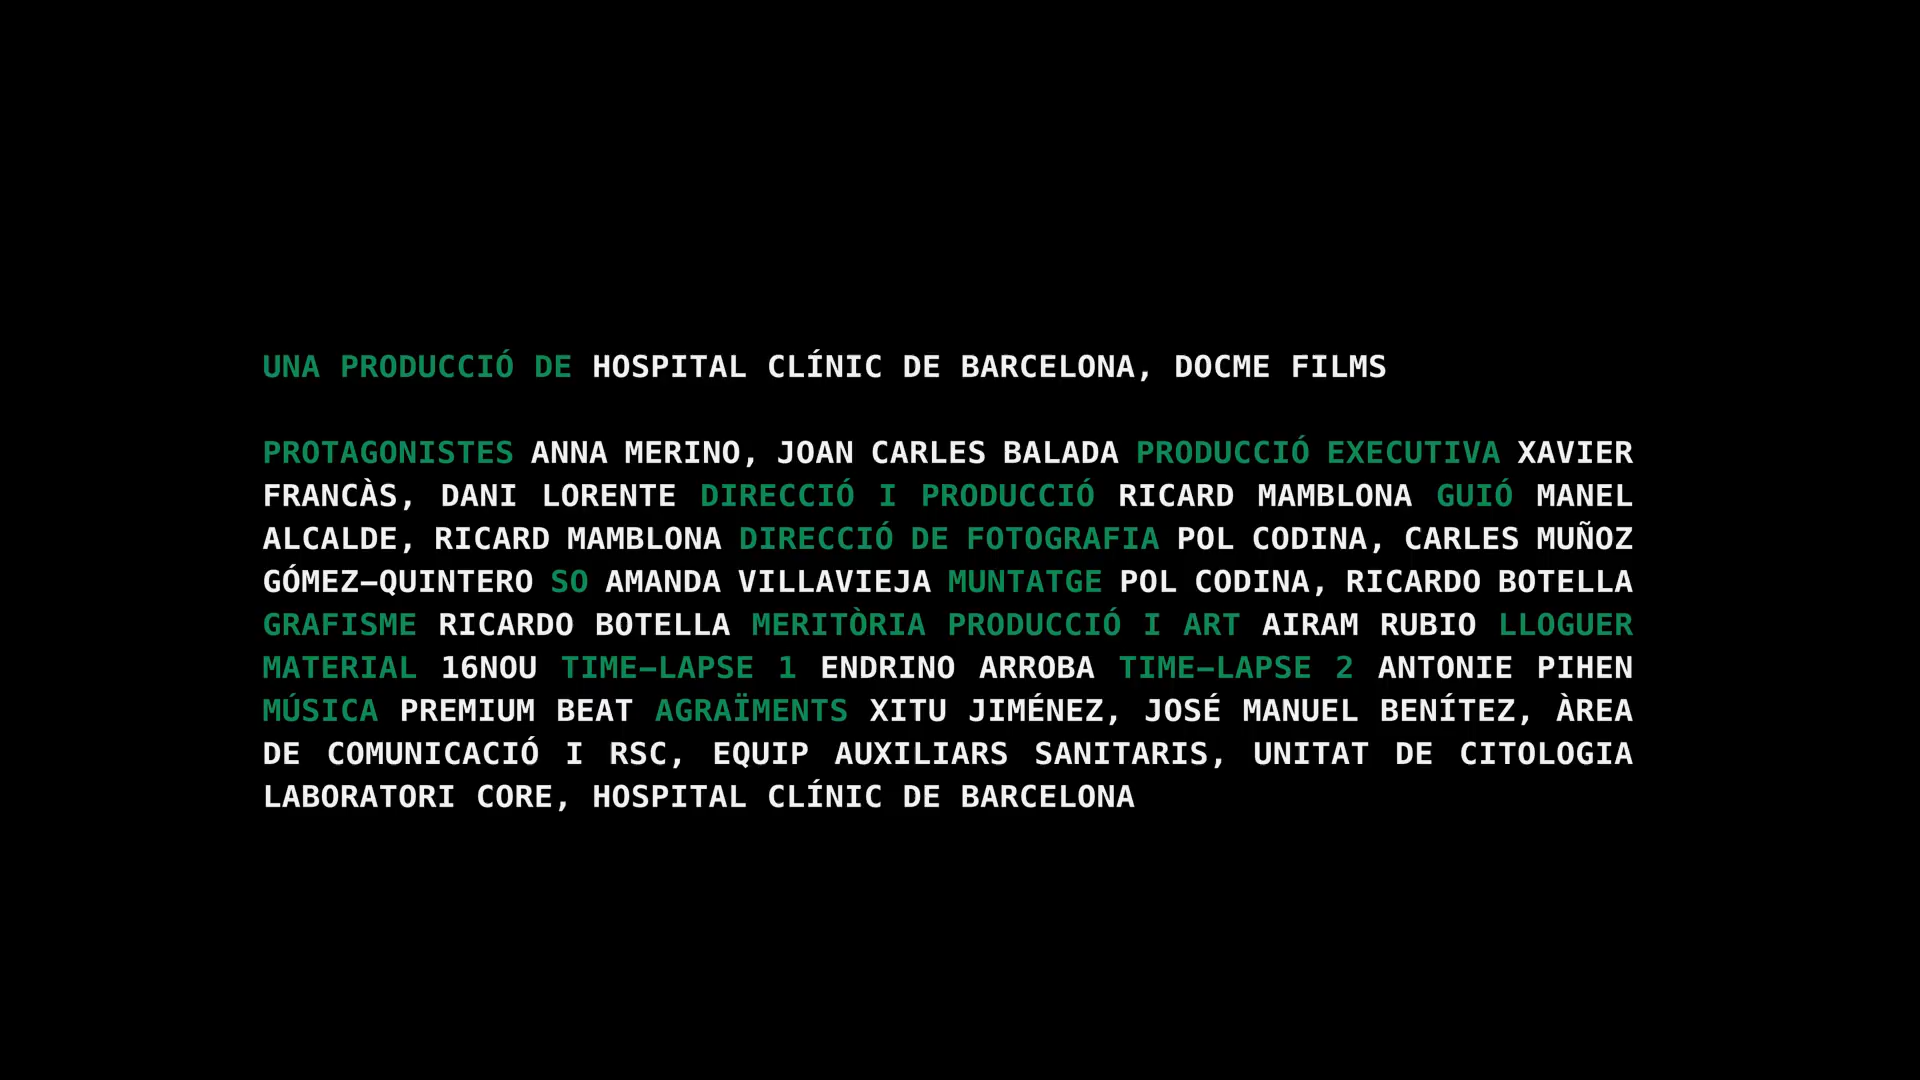 UNA PRODUCCIÓ DE HOSPITAL CLÍNIC DE BARCELONA, DOCME FILMS
PROTAGONISTES ANNA MERINO, JOAN CARLES BALADA PRODUCCIÓ EXECUTIVA XAVIER
FRANCÀS, DANI LORENTE DIRECCIÓ I PRODUCCIÓ RICARD MAMBLONA GUIÓ MANEL
ALCALDE, RICARD MAMBLONA DIRECCIÓ DE FOTOGRAFIA POL CODINA, CARLES MUÑOZ
GÓMEZ–QUINTERO SO AMANDA VILLAVIEJA MUNTATGE POL CODINA, RICARDO BOTELLA
GRAFISME RICARDO BOTELLA MERITÒRIA PRODUCCIÓ I ART AIRAM RUBIO LLOGUER
MATERIAL 16NOU TIME–LAPSE 1 ENDRINO ARROBA TIME–LAPSE 2 ANTONIE PIHEN
MÚSICA PREMIUM BEAT AGRAÏMENTS XITU JIMÉNEZ, JOSÉ MANUEL BENÍTEZ, ÀREA
DE COMUNICACIÓ I RSC, EQUIP AUXILIARS SANITARIS, UNITAT DE CITOLOGIA
LABORATORI CORE, HOSPITAL CLÍNIC DE BARCELONA